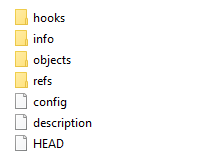 hooks
info
objects
refs
config
description
HEAD